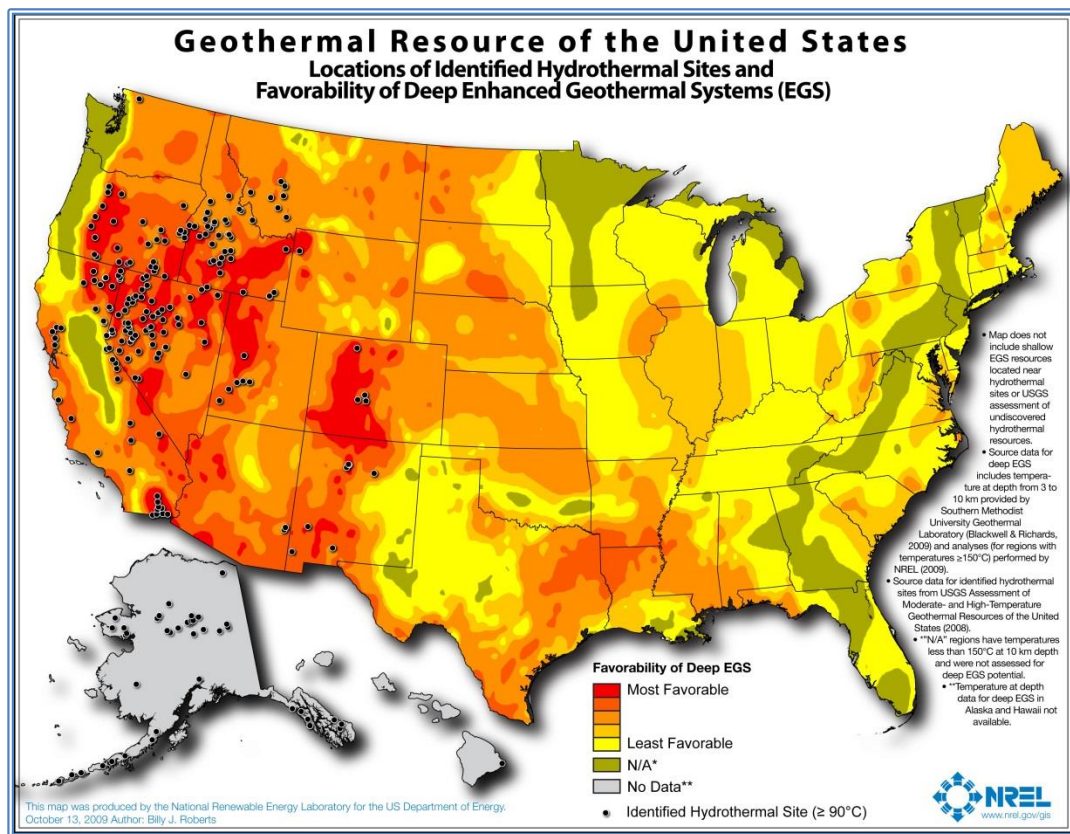 Geothermal Resource of the United States
Locations of Identified Hydrothermal Sites and
Favorability of Deep Enhanced Geothermal Systems (EGS)
• Map does not
include shallow
EGS resources
located near
hydrothermal
sites or USGS
assessment of
undiscovered
hydrothermal
resources.
• Source data for
deep EGS
includes tempera-
ture at depth from 3 to
10 km provided by
Southern Methodist
University Geothermal
Laboratory (Blackwell & Richards,
2009) and analyses (for regions with
temperatures ≥150°C) performed by
NREL (2009).
• Source data for identified hydrothermal
sites from USGS Assessment of
Moderate- and High-Temperature
Geothermal Resources of the United
States (2008).
• *"N/A" regions have temperatures
less than 150°C at 10 km depth
and were not assessed for
deep EGS potential.
• **Temperature at depth
data for deep EGS in
Alaska and Hawaii not
available.
Favorability of Deep EGS
Most Favorable
Least Favorable
N/A*
No Data**
Identified Hydrothermal Site (≥ 90°C)
This map was produced by the National Renewable Energy Laboratory for the US Department of Energy.
October 13, 2009 Author: Billy J. Roberts
NREL
www.nrel.gov/gis